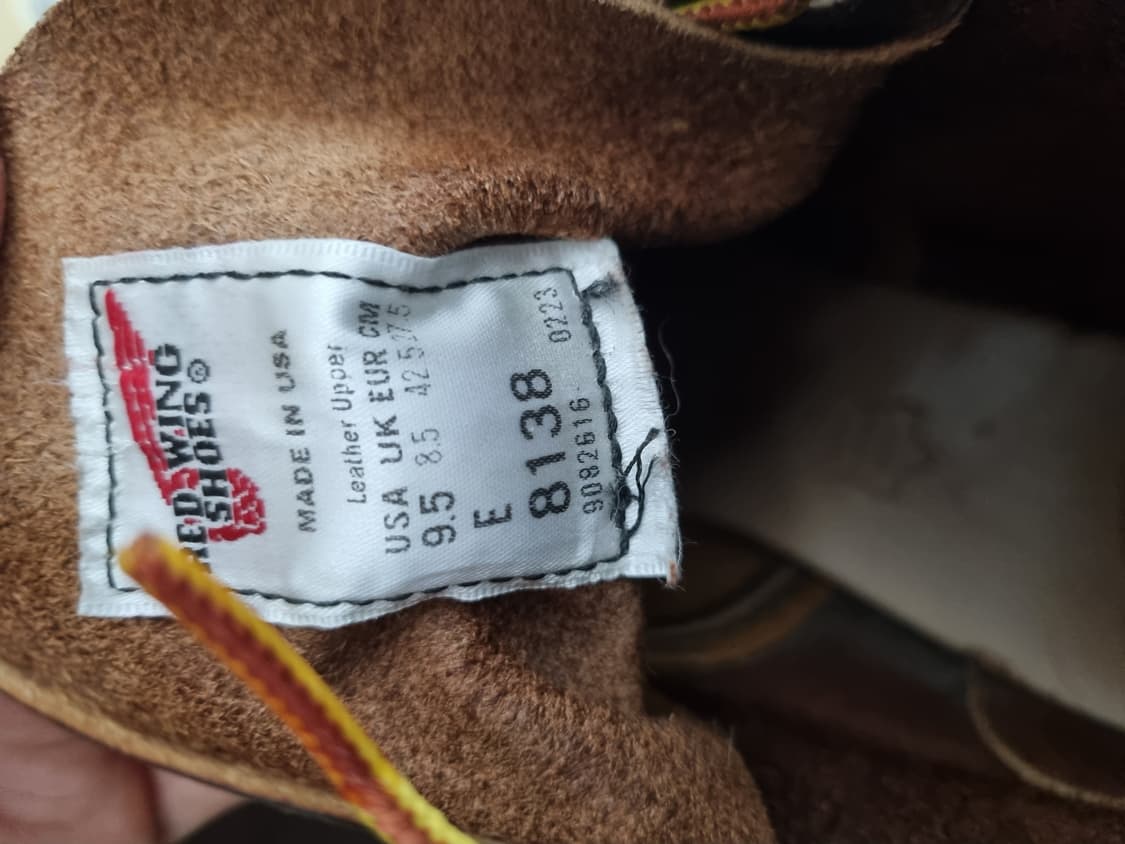 RED WING
SHOES®
MADE IN USA
Leather Upper
USA UK EUR CM
9.5 8.5 42.5 27.5
E
8138
9082616 0223